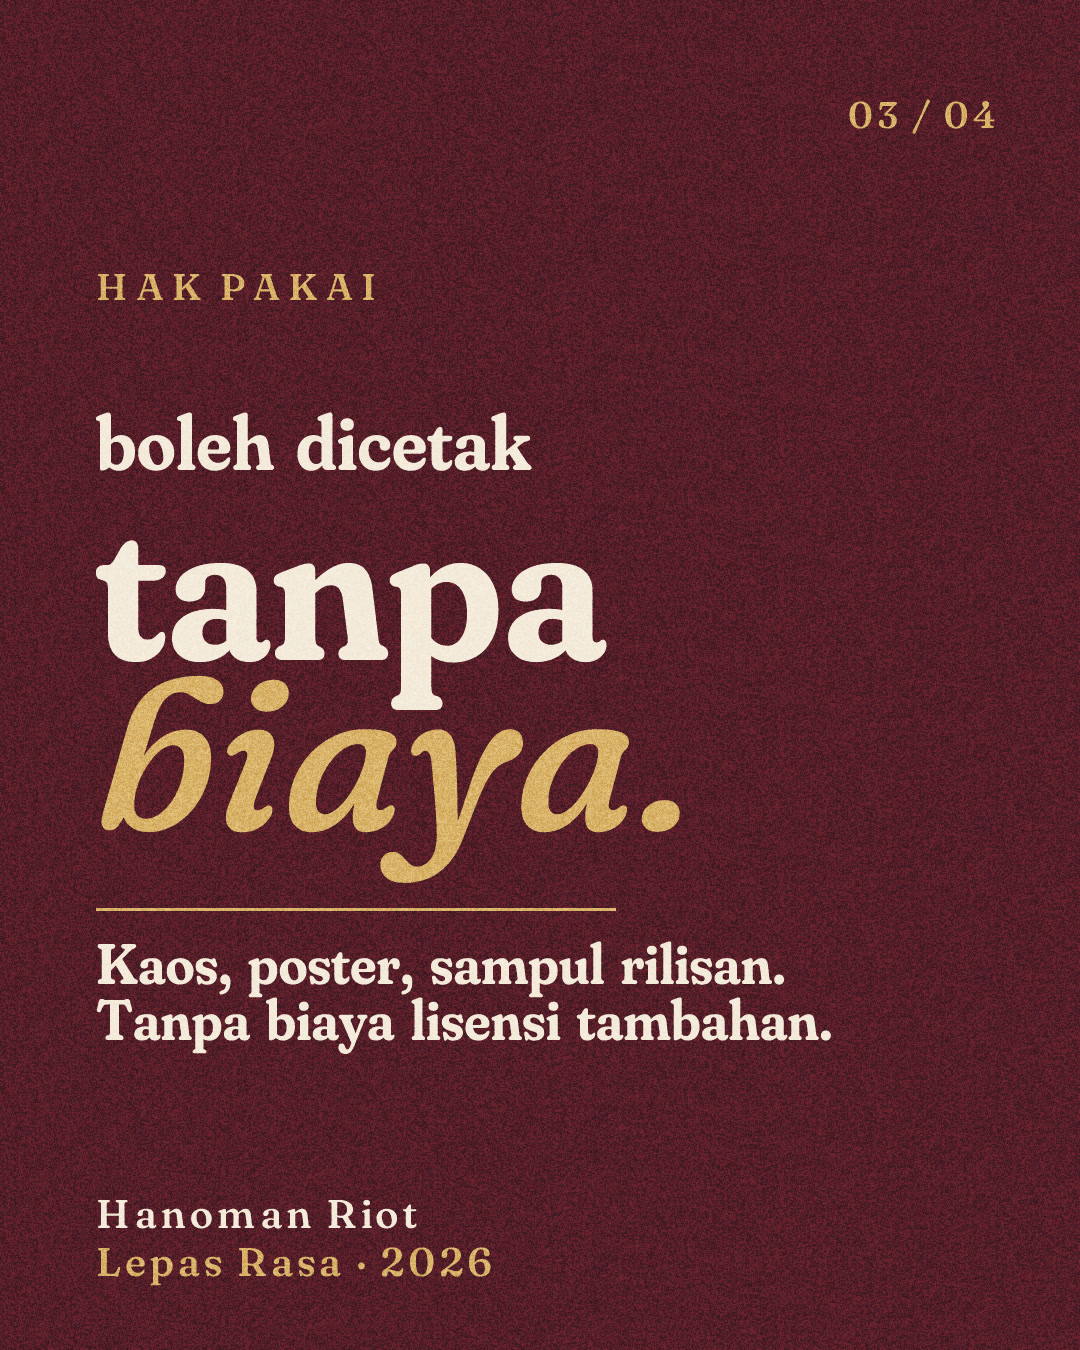 03 / 04
HAK PAKAI
boleh dicetak
tanpa
biaya.
Kaos, poster, sampul rilisan.
Tanpa biaya lisensi tambahan.
Hanoman Riot
Lepas Rasa · 2026